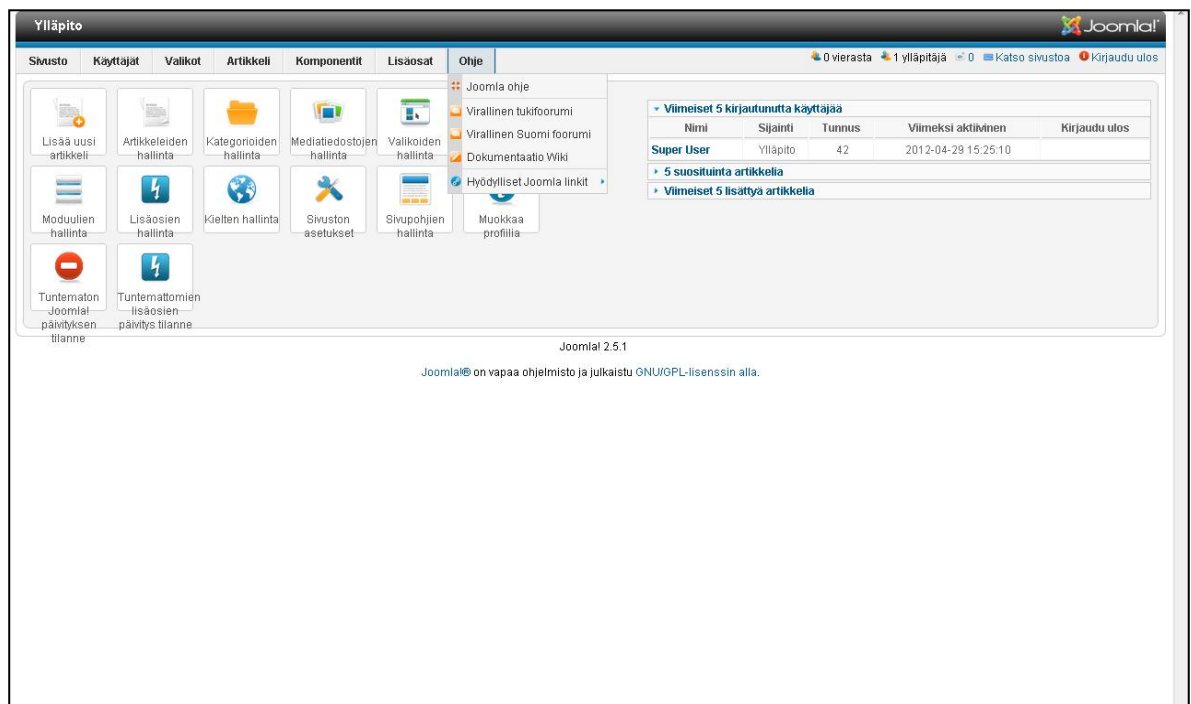 Ylläpito
Joomla!
Sivusto Käyttäjät Valikot Artikkeli Komponentit Lisäosat Ohje
0 vierasta 1 ylläpitäjä 0 Katso sivustoa Kirjaudu ulos
Joomla ohje
Virallinen tukifoorumi
Virallinen Suomi foorumi
Dokumentaatio Wiki
Hyödylliset Joomla linkit
Lisää uusi
artikkeli
Artikkeleiden
hallinta
Kategorioiden
hallinta
Mediatiedostojen
hallinta
Valikoiden
hallinta
Moduulien
hallinta
Lisäosien
hallinta
Kielten hallinta
Sivuston
asetukset
Sivupohjien
hallinta
Muokkaa
profiilia
Tuntematon
Joomla!
päivityksen
tilanne
Tuntemattomien
lisäosien
päivitys tilanne
Viimeiset 5 kirjautunutta käyttäjää
Nimi Sijainti Tunnus Viimeksi aktiivinen Kirjaudu ulos
Super User Ylläpito 42 2012-04-29 15:25:10
5 suosituinta artikkelia
Viimeiset 5 lisättyä artikkelia
Joomla! 2.5.1
Joomla!® on vapaa ohjelmisto ja julkaistu GNU/GPL-lisenssin alla.